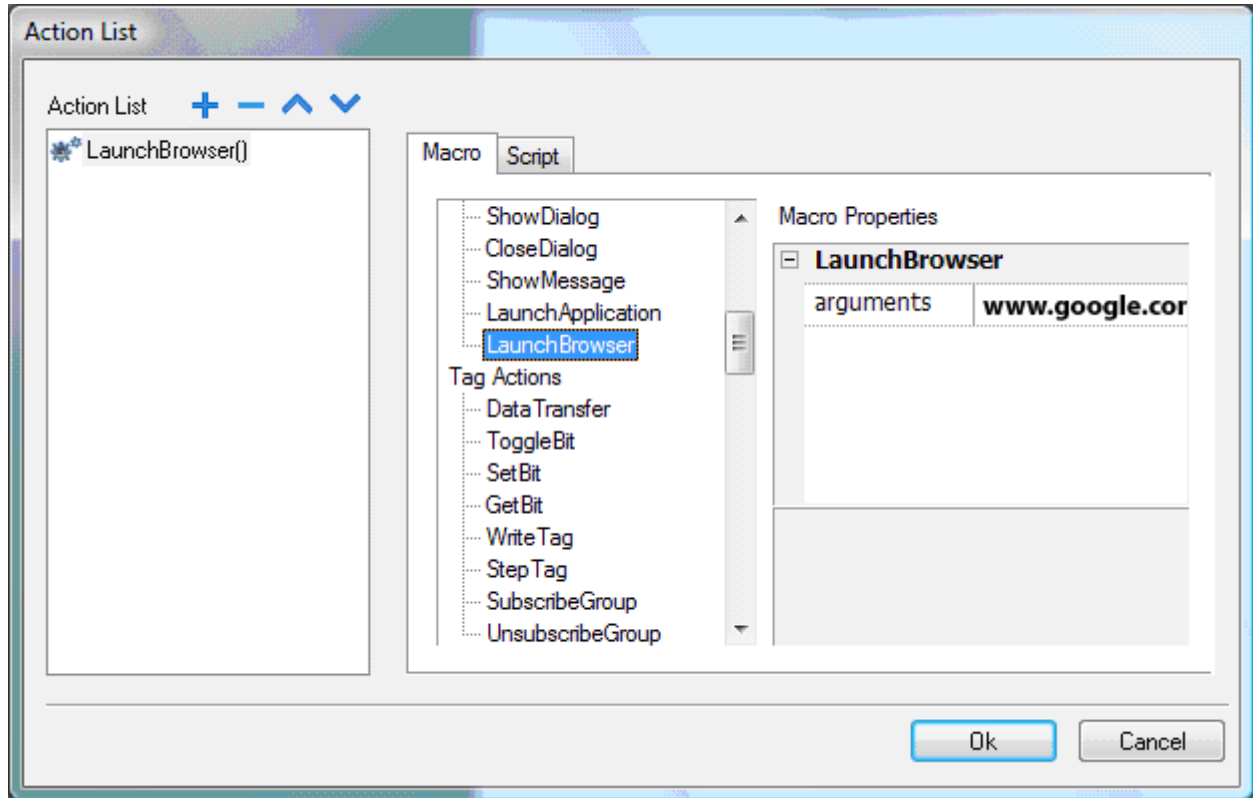 Action List
Action List
LaunchBrowser()
Macro
Script
ShowDialog
CloseDialog
ShowMessage
LaunchApplication
LaunchBrowser
Tag Actions
DataTransfer
ToggleBit
SetBit
GetBit
WriteTag
StepTag
SubscribeGroup
UnsubscribeGroup
Macro Properties
LaunchBrowser
arguments www.google.cor
Ok
Cancel